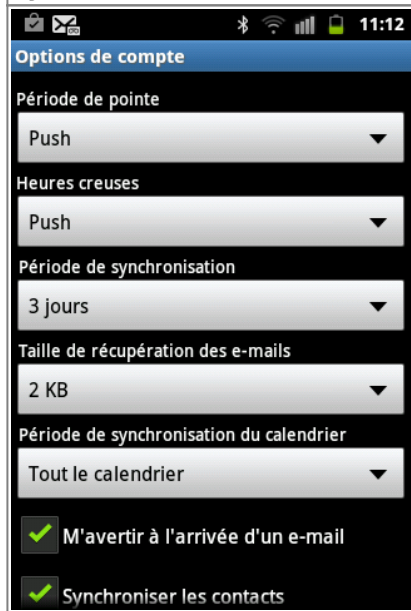 11:12
Options de compte
Période de pointe
Push
Heures creuses
Push
Période de synchronisation
3 jours
Taille de récupération des e-mails
2 KB
Période de synchronisation du calendrier
Tout le calendrier
M'avertir à l'arrivée d'un e-mail
Synchroniser les contacts